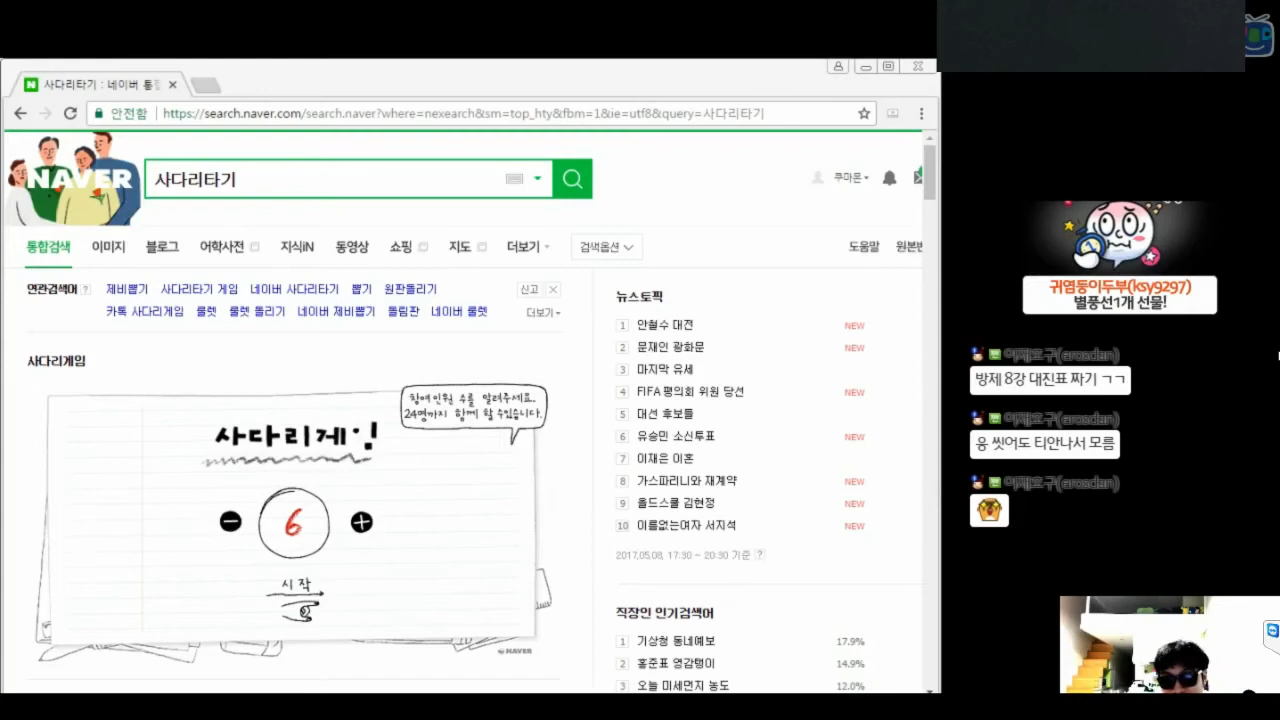 사다리타기 : 네이버 통합
안전함
https://search.naver.com/search.naver?where=nexearch&sm=top_hty&fbm=1&ie=utf8&query=사다리타기
NAVER
사다리타기
쿠마몬
통합검색 이미지 블로그 어학사전 지식iN 동영상 쇼핑 지도 더보기 검색옵션 도움말 원본반
연관검색어 ? 제비뽑기 사다리타기 게임 네이버 사다리타기 뽑기 원판돌리기 신고
카톡 사다리게임 룰렛 룰렛 돌리기 네이버 제비뽑기 돌림판 네이버 룰렛 더보기
사다리게임
참여인원 수를 알려주세요.
24명까지 함께 할 수 있습니다.
사다리게임!
6
시작
NAVER
뉴스토픽
1 안철수 대전 NEW
2 문재인 광화문 NEW
3 마지막 유세
4 FIFA 평의회 위원 당선 NEW
5 대선 후보들
6 유승민 소신투표 NEW
7 이재은 이혼
8 가스파리니와 재계약 NEW
9 올드스쿨 김현정 NEW
10 이름없는여자 서지석 NEW
2017.05.08. 17:30 ~ 20:30 기준 ?
직장인 인기검색어
1 기상청 동네예보 17.9%
2 홍준표 영감탱이 14.9%
3 오늘 미세먼지 농도 12.0%
귀염둥이두부(ksy9297)
별풍선1개 선물!
방제 8강 대진표 짜기 ㄱㄱ
웅 씻어도 티안나서 모름